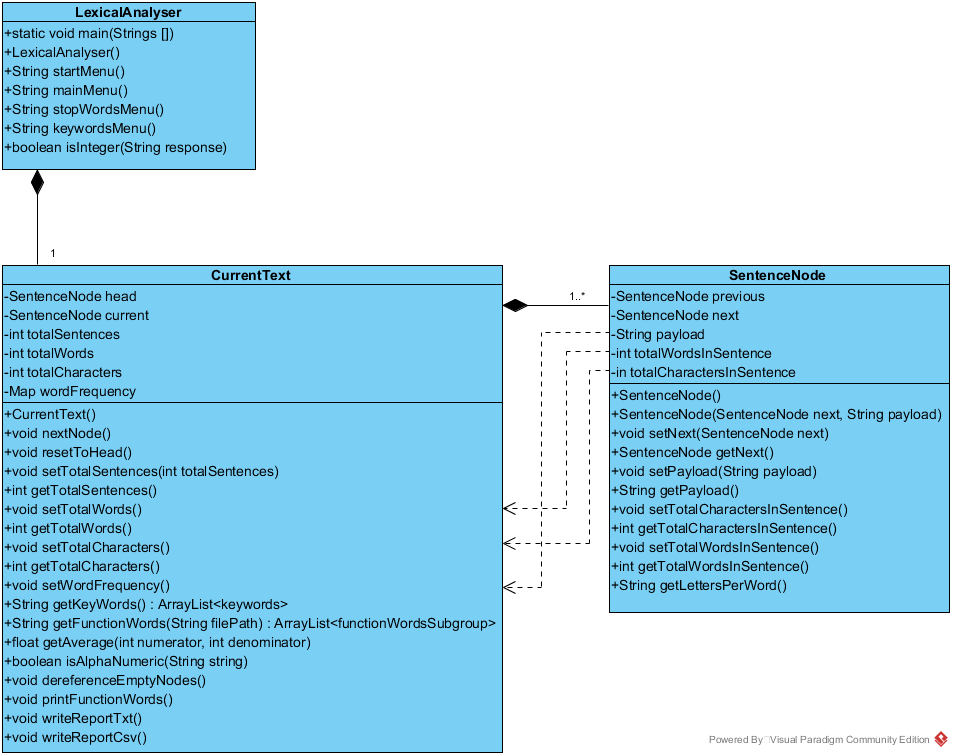 LexicalAnalyser
+static void main(Strings [])
+LexicalAnalyser()
+String startMenu()
+String mainMenu()
+String stopWordsMenu()
+String keywordsMenu()
+boolean isInteger(String response)
1
CurrentText
-SentenceNode head
-SentenceNode current
-int totalSentences
-int totalWords
-int totalCharacters
-Map wordFrequency
+CurrentText()
+void nextNode()
+void resetToHead()
+void setTotalSentences(int totalSentences)
+int getTotalSentences()
+void setTotalWords()
+int getTotalWords()
+void setTotalCharacters()
+int getTotalCharacters()
+void setWordFrequency()
+String getKeyWords() : ArrayList<keywords>
+String getFunctionWords(String filePath) : ArrayList<functionWordsSubgroup>
+float getAverage(int numerator, int denominator)
+boolean isAlphaNumeric(String string)
+void dereferenceEmptyNodes()
+void printFunctionWords()
+void writeReportTxt()
+void writeReportCsv()
1..*
SentenceNode
-SentenceNode previous
-SentenceNode next
-String payload
-int totalWordsInSentence
-in totalCharactersInSentence
+SentenceNode()
+SentenceNode(SentenceNode next, String payload)
+void setNext(SentenceNode next)
+SentenceNode getNext()
+void setPayload(String payload)
+String getPayload()
+void setTotalCharactersInSentence()
+int getTotalCharactersInSentence()
+void setTotalWordsInSentence()
+int getTotalWordsInSentence()
+String getLettersPerWord()
Powered By Visual Paradigm Community Edition